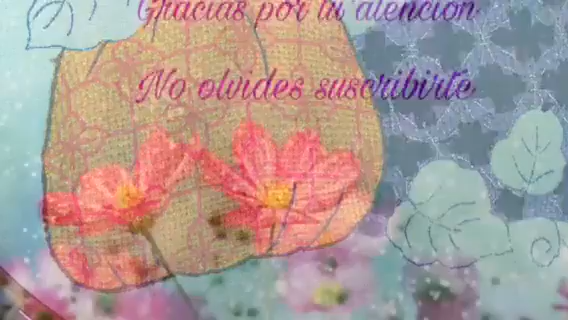 Gracias por tu atención
No olvides suscribirte